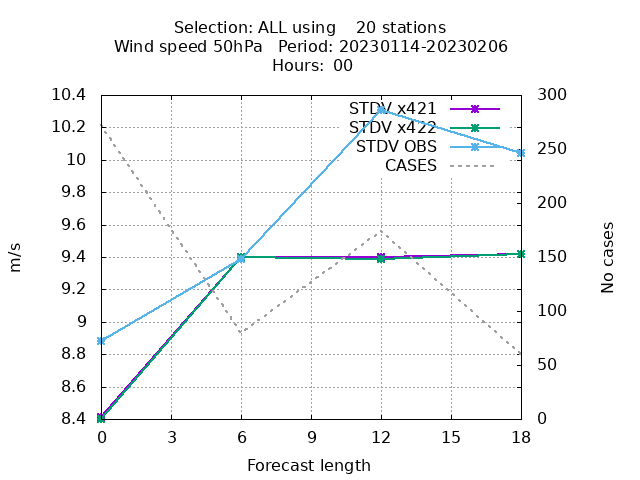 Selection: ALL using    20 stations
Wind speed 50hPa   Period: 20230114-20230206
Hours:  00
STDV x421
STDV x422
STDV OBS
CASES
10.4
10.2
10
9.8
9.6
9.4
9.2
9
8.8
8.6
8.4
300
250
200
150
100
50
0
m/s
No cases
0 3 6 9 12 15 18
Forecast length